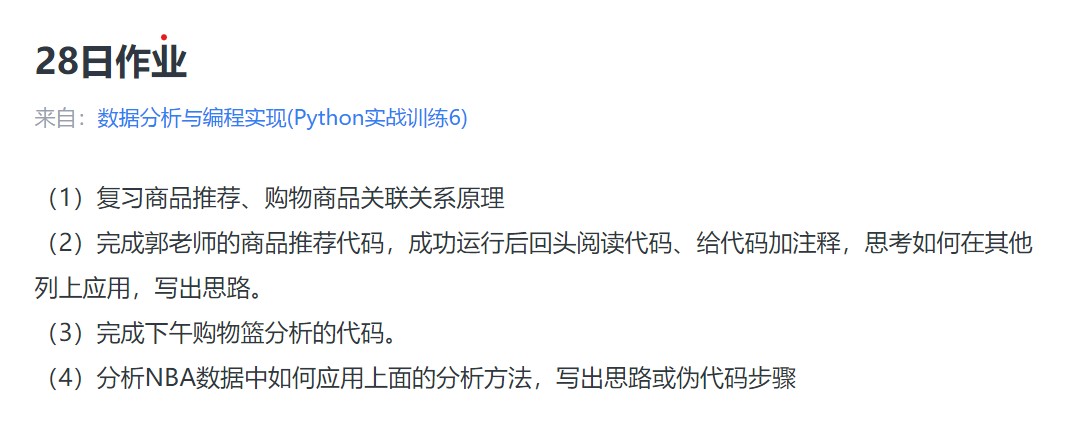 28日作业
来自：数据分析与编程实现(Python实战训练6)
（1）复习商品推荐、购物商品关联关系原理
（2）完成郭老师的商品推荐代码，成功运行后回头阅读代码、给代码加注释，思考如何在其他
列上应用，写出思路。
（3）完成下午购物篮分析的代码。
（4）分析NBA数据中如何应用上面的分析方法，写出思路或伪代码步骤